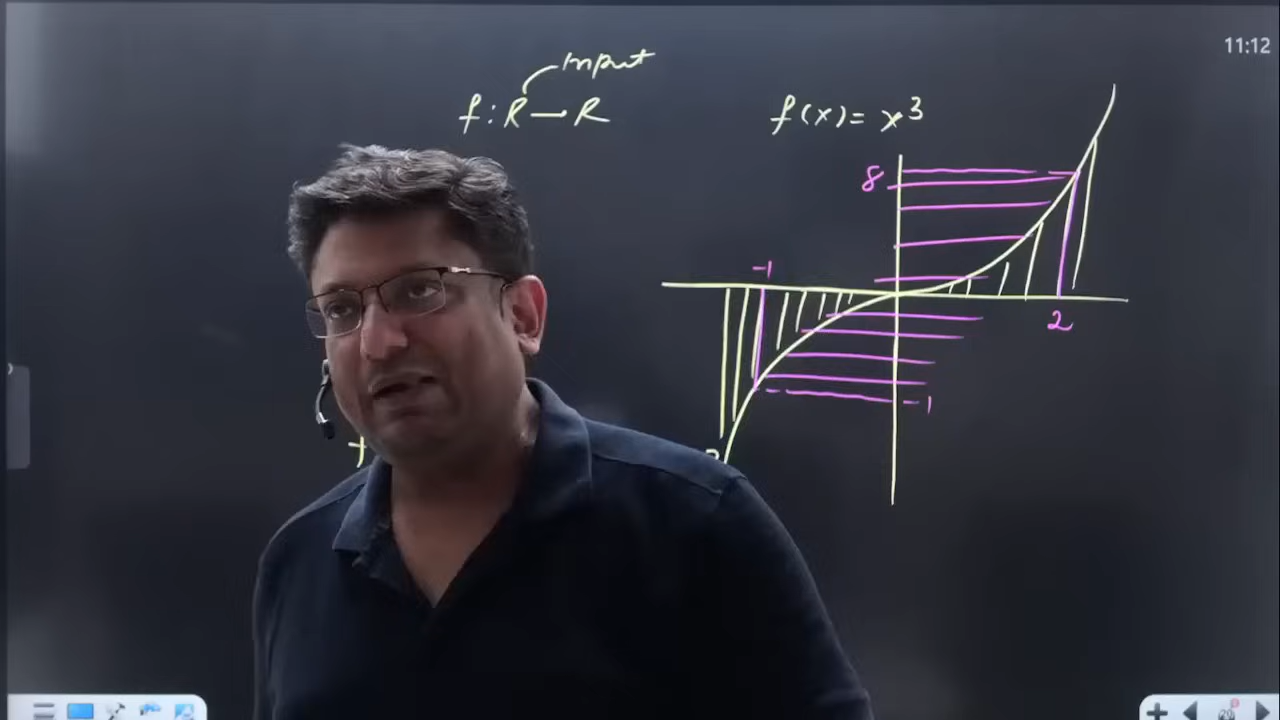 11:12
Input
f: R → R
f(x) = x³
8
-1
2
-1